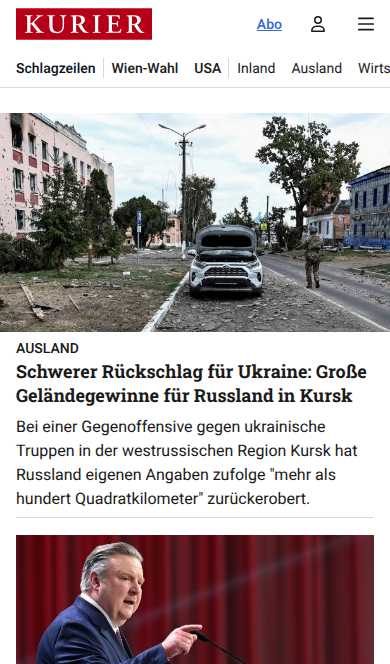 KURIER
Abo
Schlagzeilen Wien-Wahl USA Inland Ausland Wirts
AUSLAND
Schwerer Rückschlag für Ukraine: Große
Geländegewinne für Russland in Kursk
Bei einer Gegenoffensive gegen ukrainische
Truppen in der westrussischen Region Kursk hat
Russland eigenen Angaben zufolge "mehr als
hundert Quadratkilometer" zurückerobert.